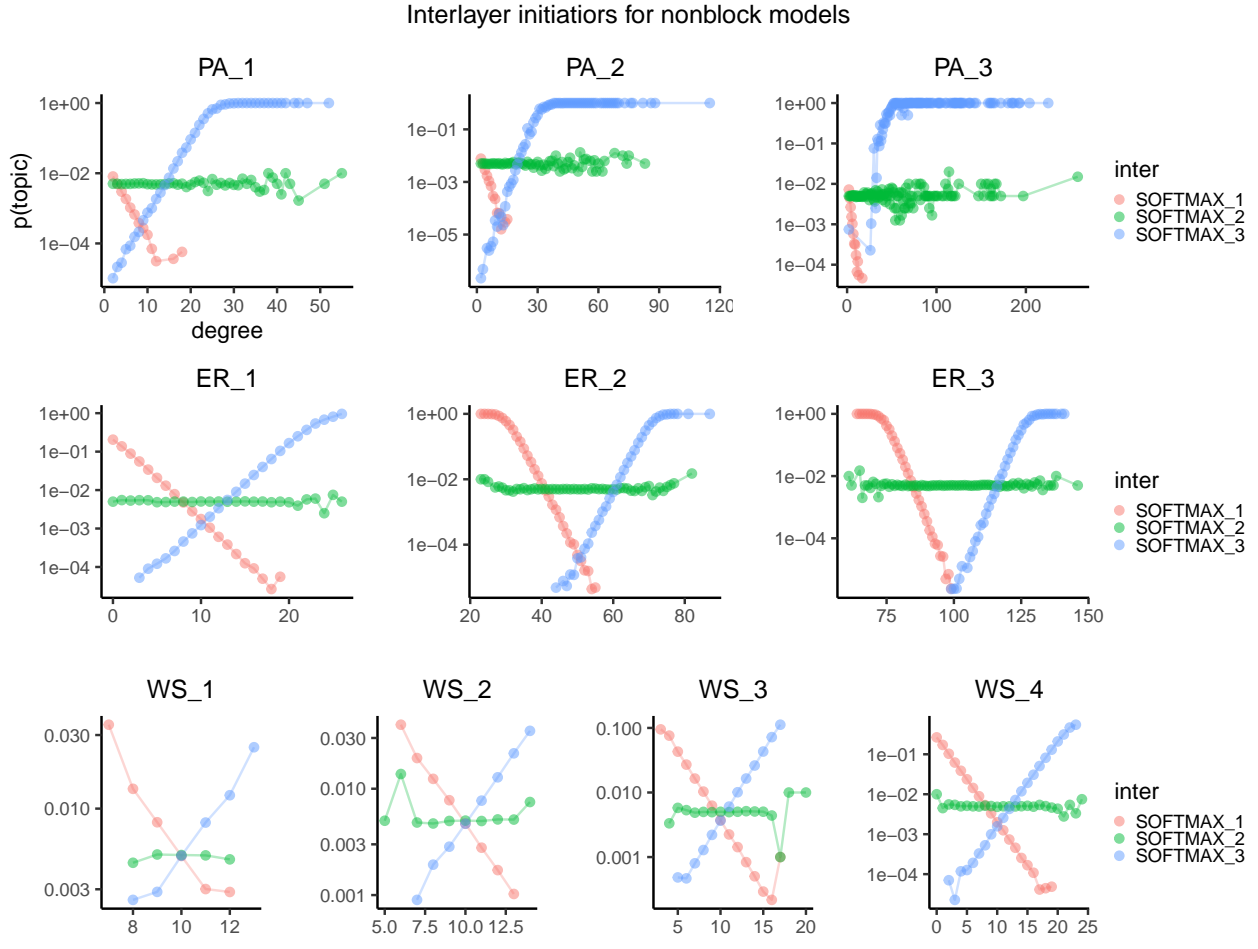 Interlayer initiatiors for nonblock models
PA_1
PA_2
PA_3
p(topic)
1e+00
1e−02
1e−04
0 10 20 30 40 50
degree
1e−01
1e−03
1e−05
0 30 60 90 120
1e+00
1e−01
1e−02
1e−03
1e−04
0 100 200
inter
SOFTMAX_1
SOFTMAX_2
SOFTMAX_3
ER_1
ER_2
ER_3
1e+00
1e−01
1e−02
1e−03
1e−04
0 10 20
1e+00
1e−02
1e−04
20 40 60 80
1e+00
1e−02
1e−04
75 100 125 150
inter
SOFTMAX_1
SOFTMAX_2
SOFTMAX_3
WS_1
WS_2
WS_3
WS_4
0.030
0.010
0.003
8 10 12
0.030
0.010
0.003
0.001
5.0 7.5 10.0 12.5
0.100
0.010
0.001
5 10 15 20
1e−01
1e−02
1e−03
1e−04
0 5 10 15 20 25
inter
SOFTMAX_1
SOFTMAX_2
SOFTMAX_3